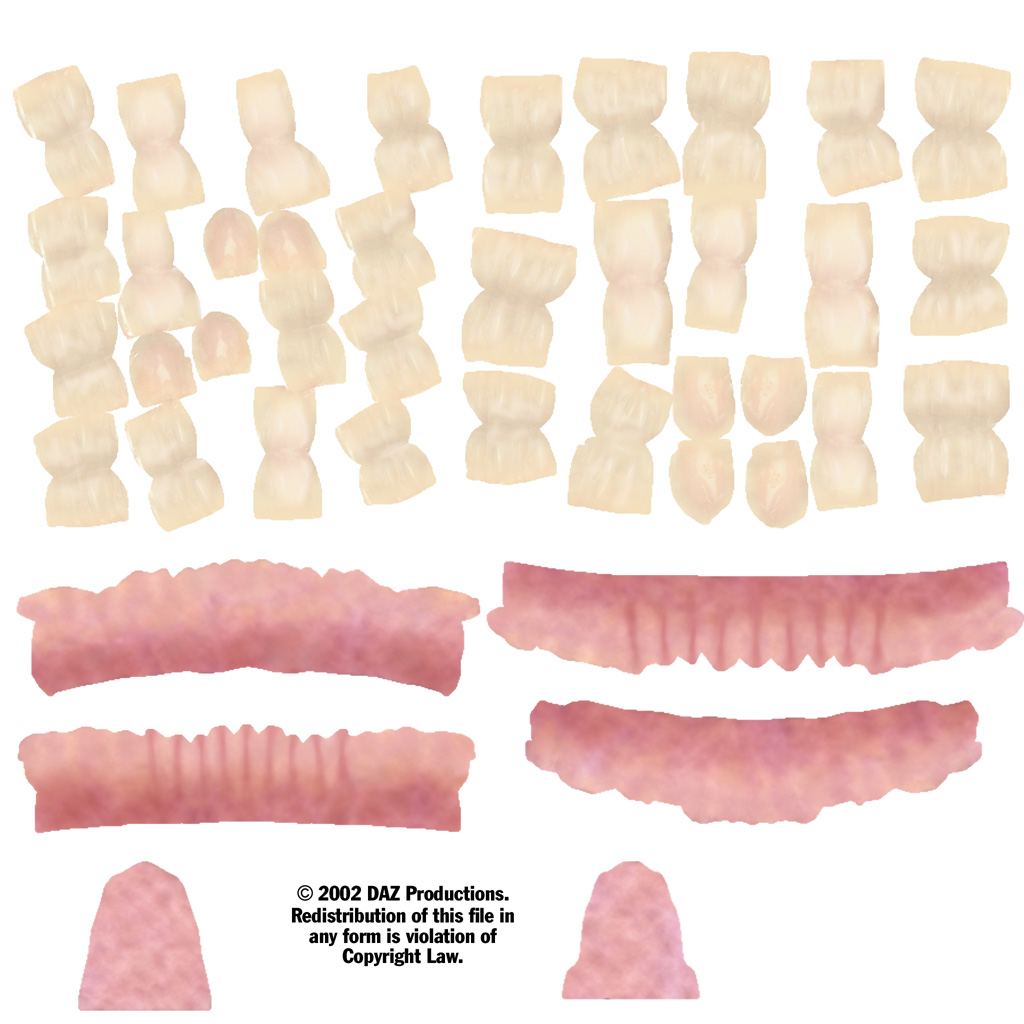 © 2002 DAZ Productions.
Redistribution of this file in
any form is violation of
Copyright Law.